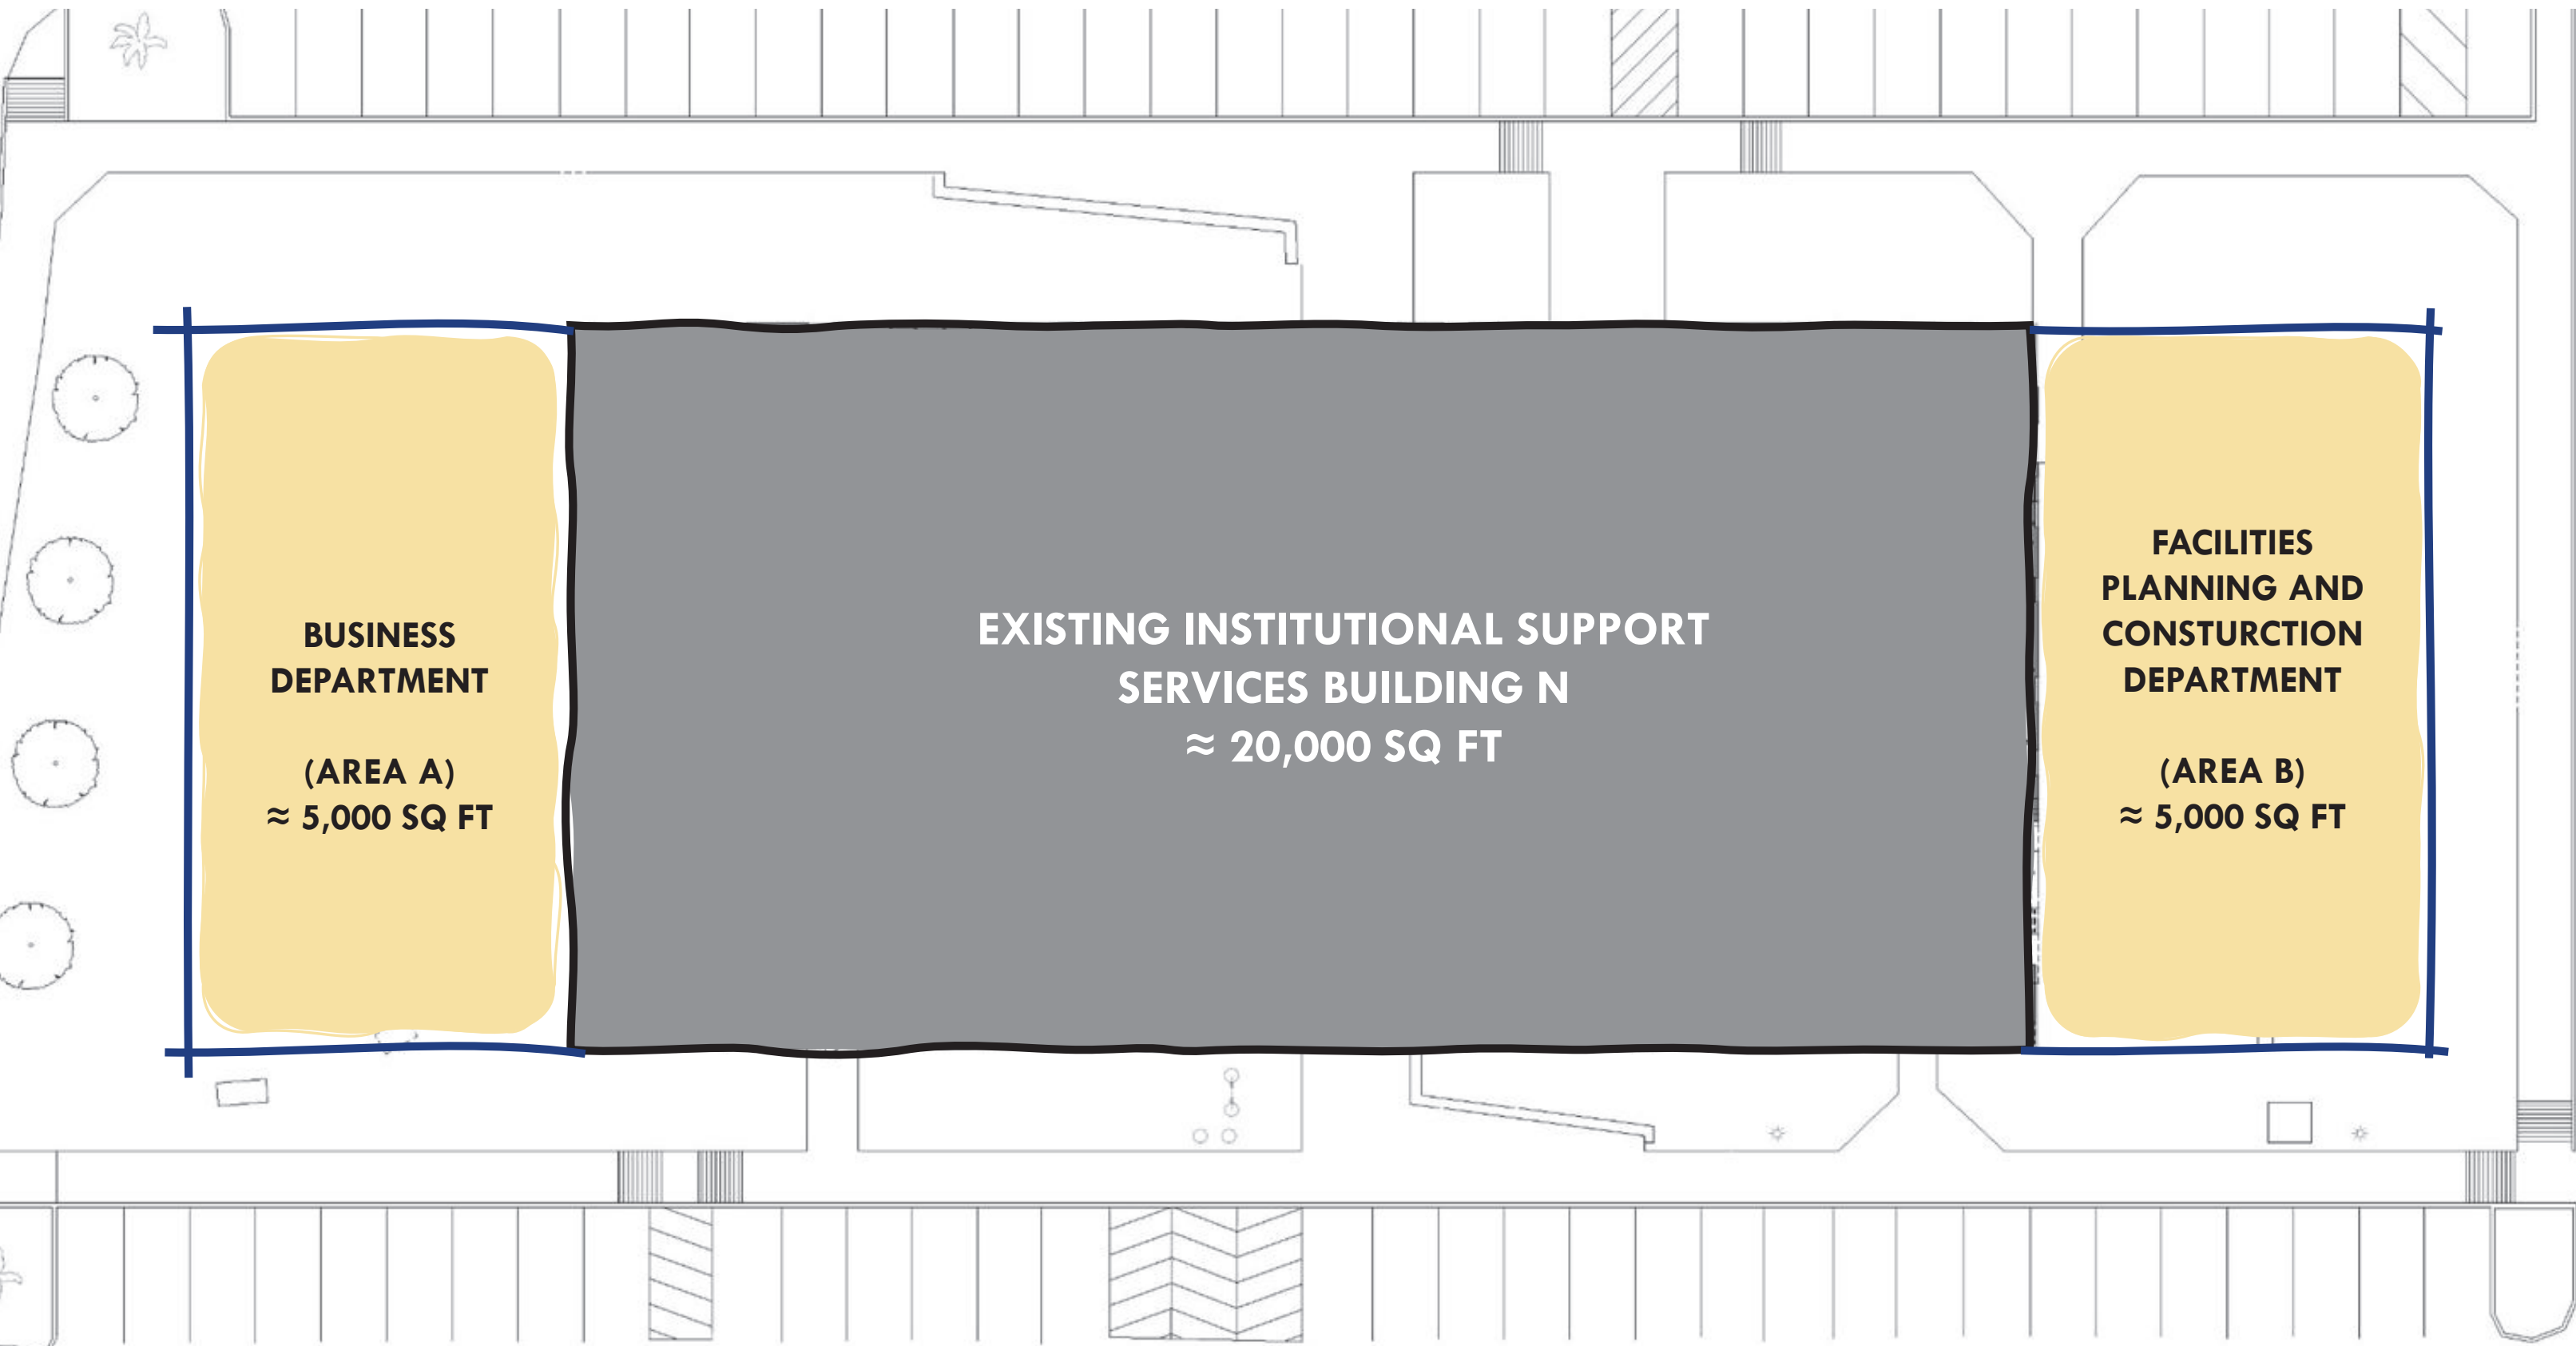 BUSINESS
DEPARTMENT
(AREA A)
≈ 5,000 SQ FT
EXISTING INSTITUTIONAL SUPPORT
SERVICES BUILDING N
≈ 20,000 SQ FT
FACILITIES
PLANNING AND
CONSTURCTION
DEPARTMENT
(AREA B)
≈ 5,000 SQ FT